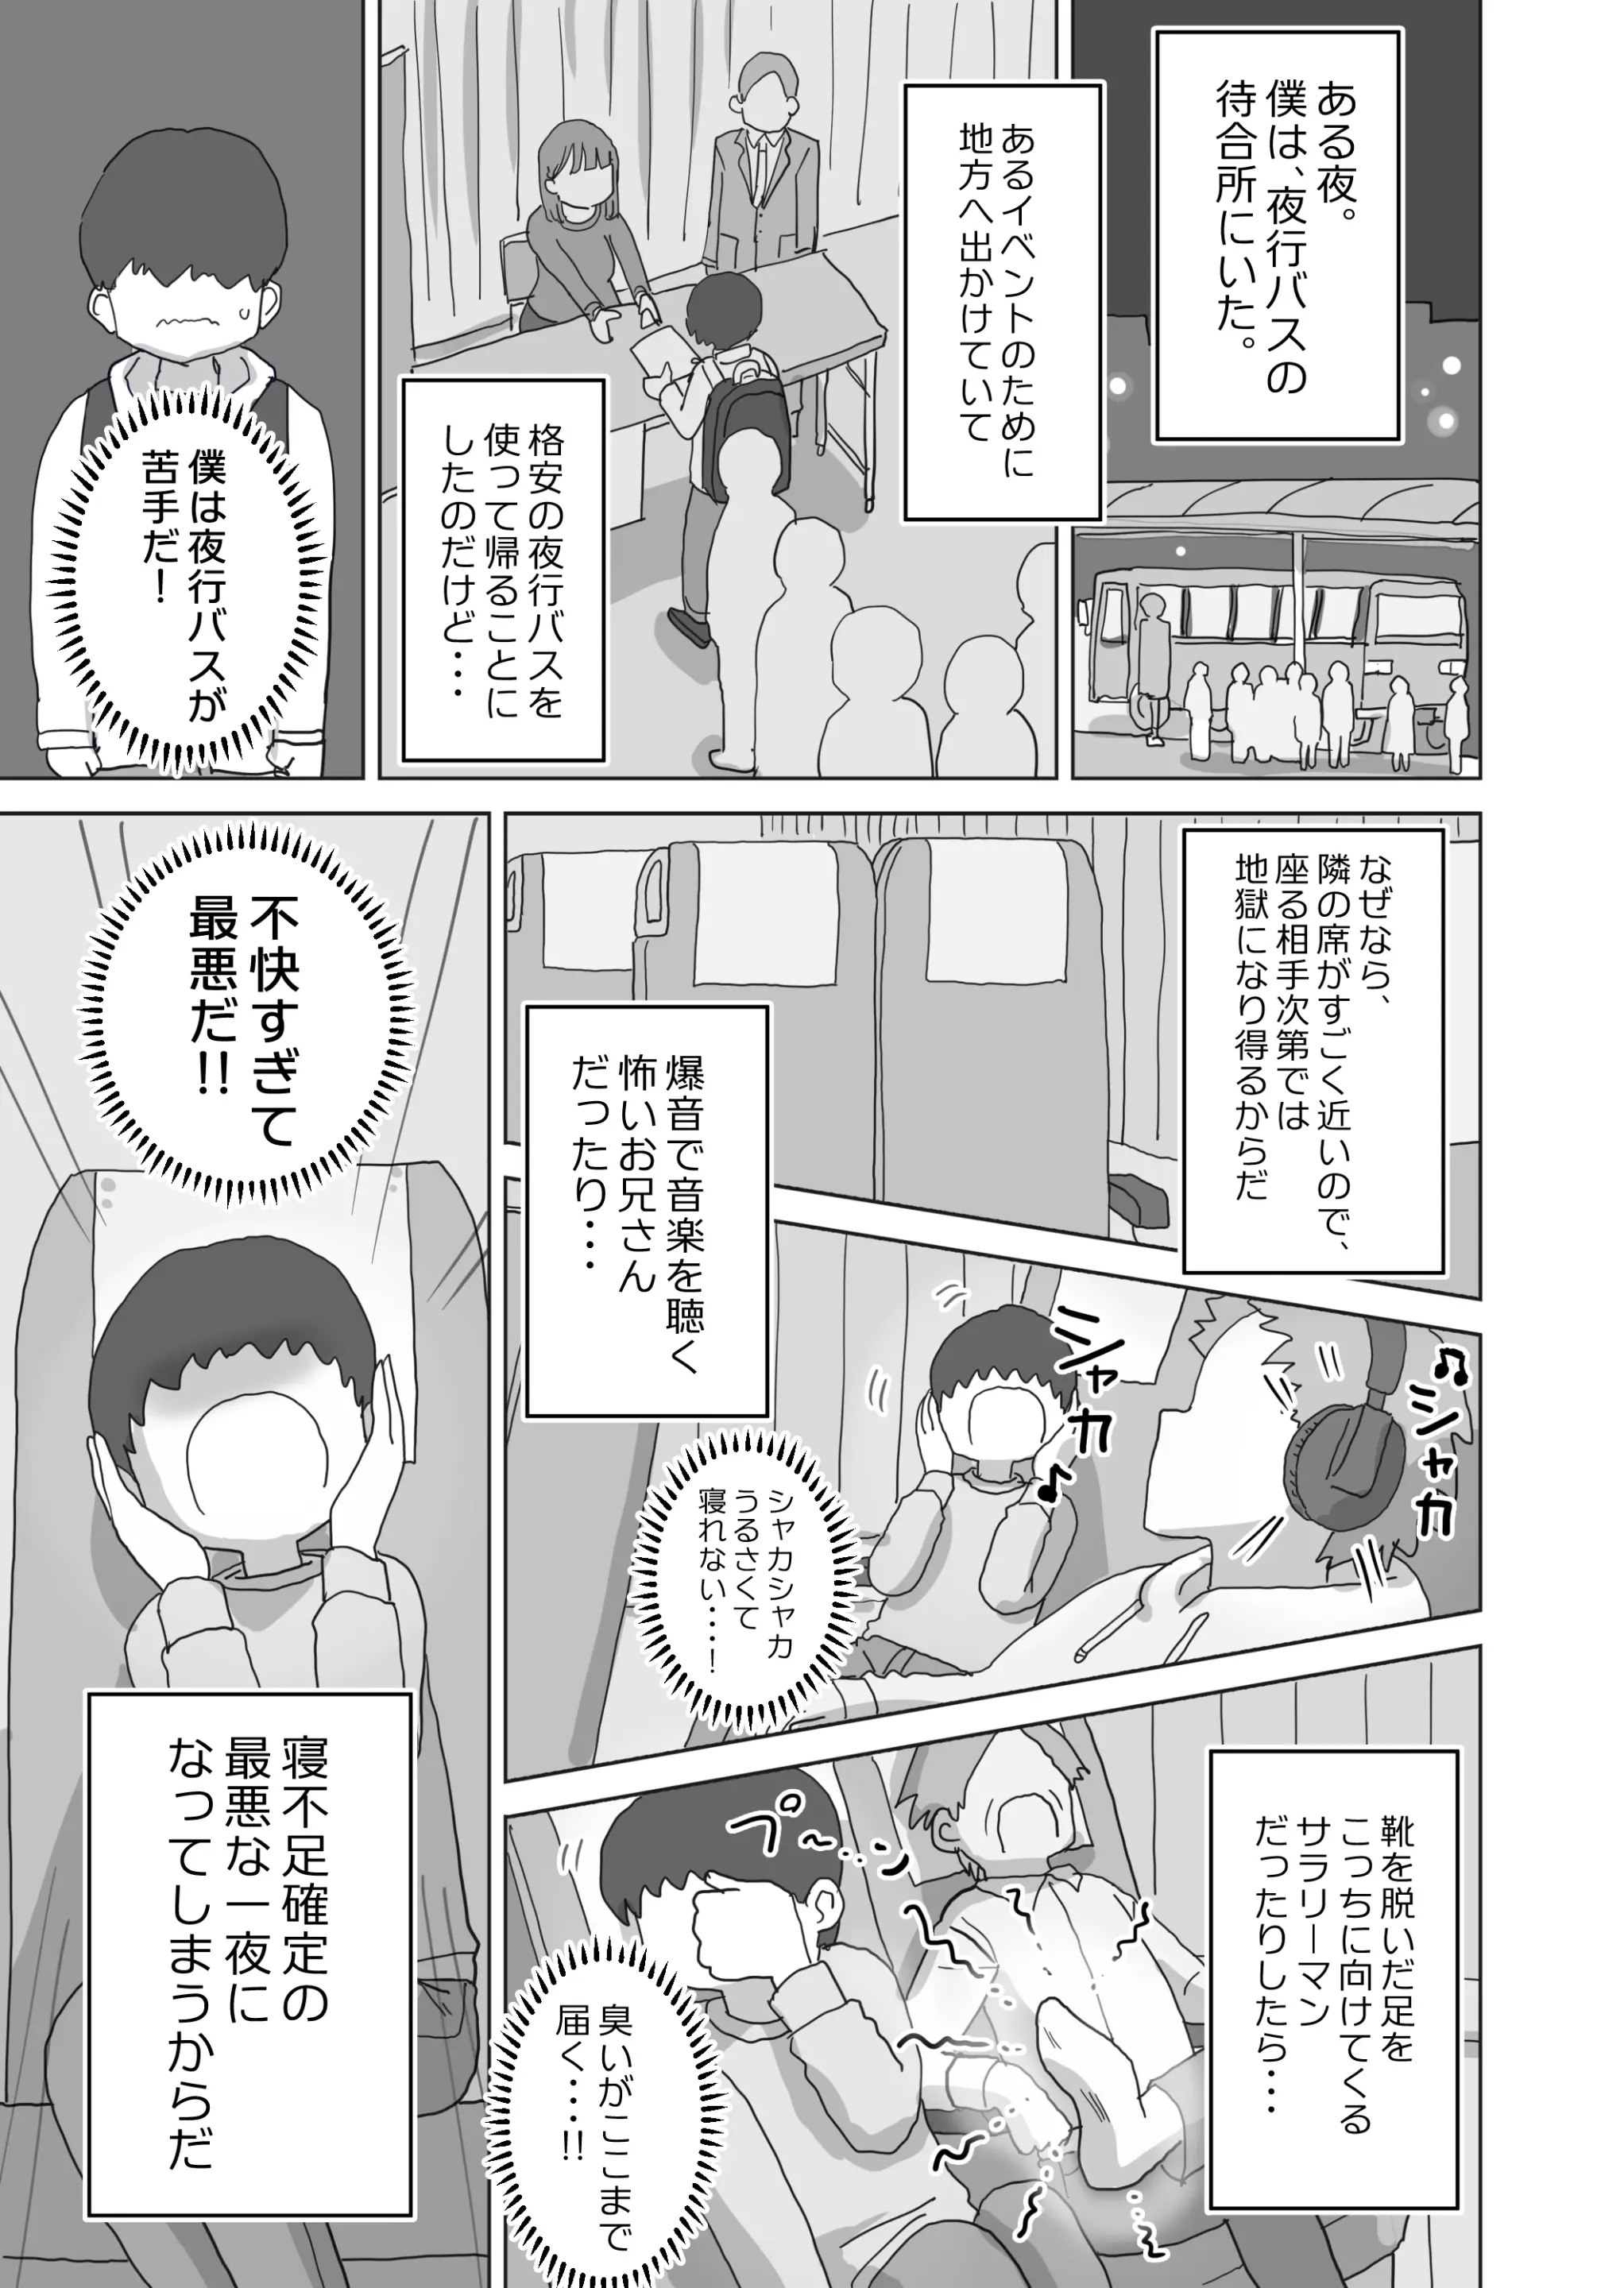 ある夜。
僕は、夜行バスの
待合所にいた。
あるイベントのために
地方へ出かけていて
格安の夜行バスを
使って帰ることに
したのだけど・・・
僕は夜行バスが
苦手だ！
なぜなら、
隣の席がすごく近いので、
座る相手次第では
地獄になり得るからだ
爆音で音楽を聴く
怖いお兄さん
だったり・・・
♪シャカ
シャカ♪
シャカシャカ
うるさくて
寝れない・・・・！
靴を脱いだ足を
こっちに向けてくる
サラリーマン
だったりしたら・・・
プ～ン
臭いがここまで
届く・・・・!!
不快すぎて
最悪だ!!
寝不足確定の
最悪な一夜に
なってしまうからだ